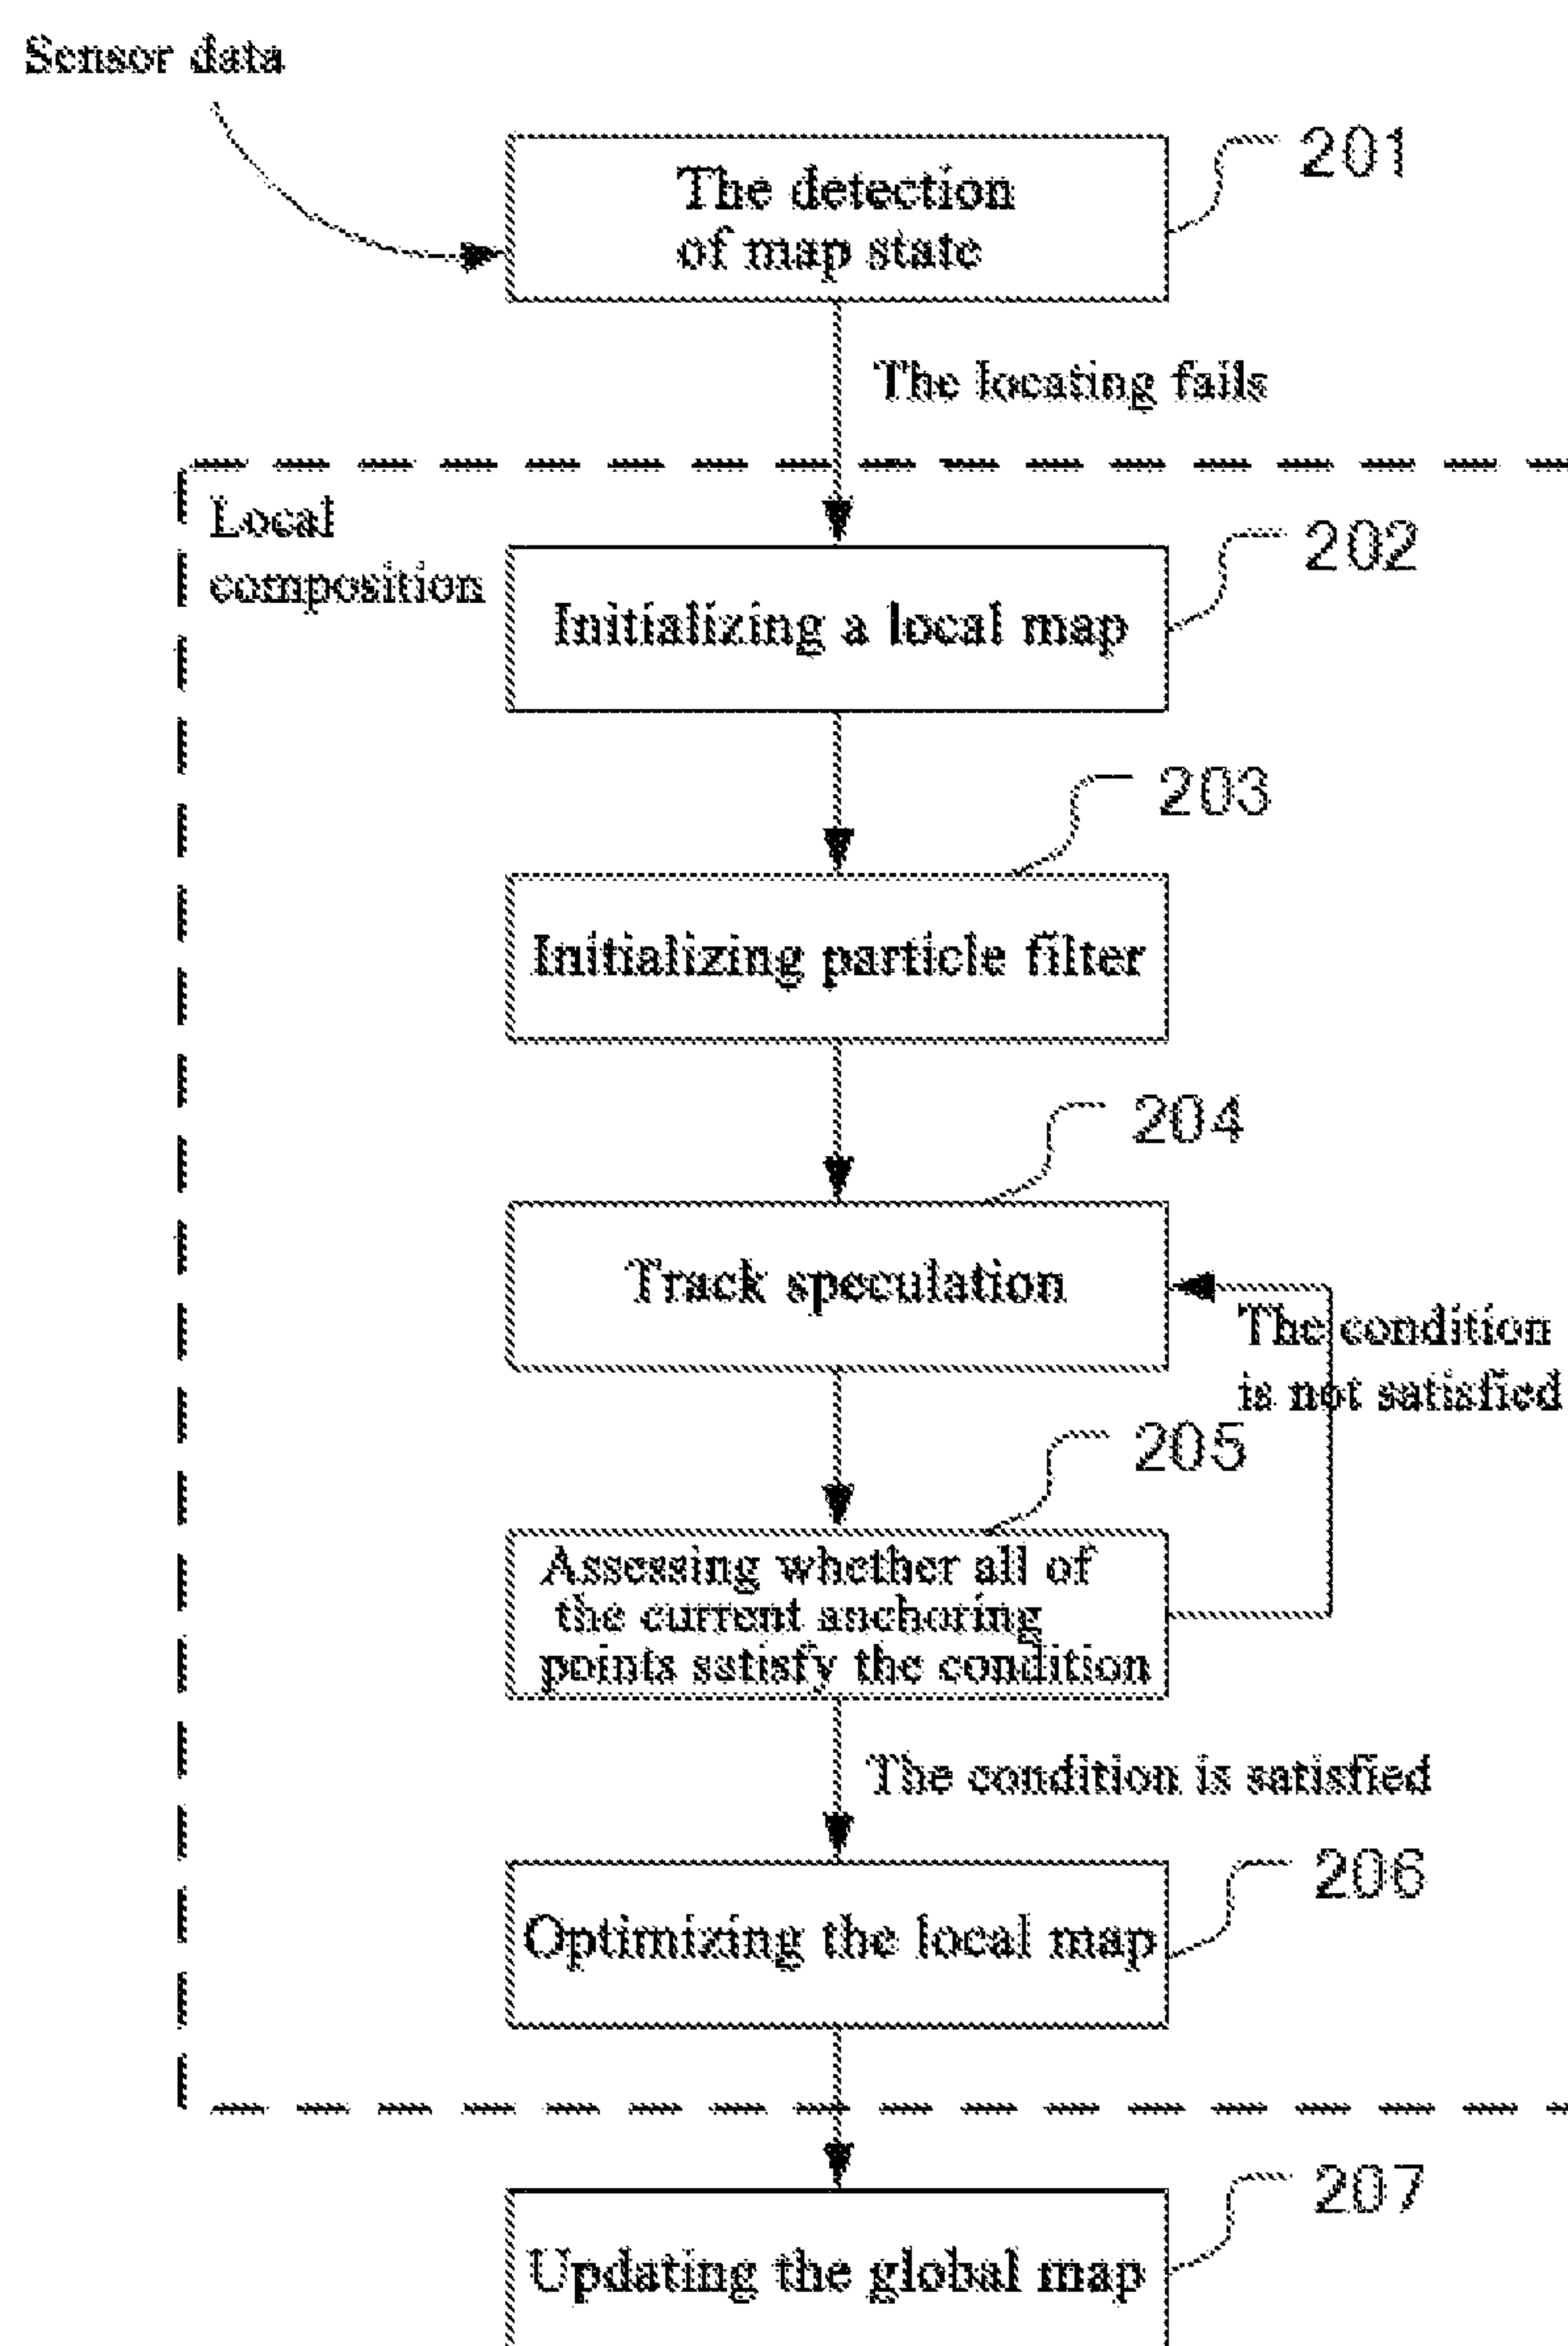 Sensor data
201
The detection
of map state
The locating fails
Local
composition
202
Initializing a local map
203
Initializing particle filter
204
Track speculation
The condition
is not satisfied
205
Assessing whether all of
the current anchoring
points satisfy the condition
The condition is satisfied
206
Optimizing the local map
207
Updating the global map